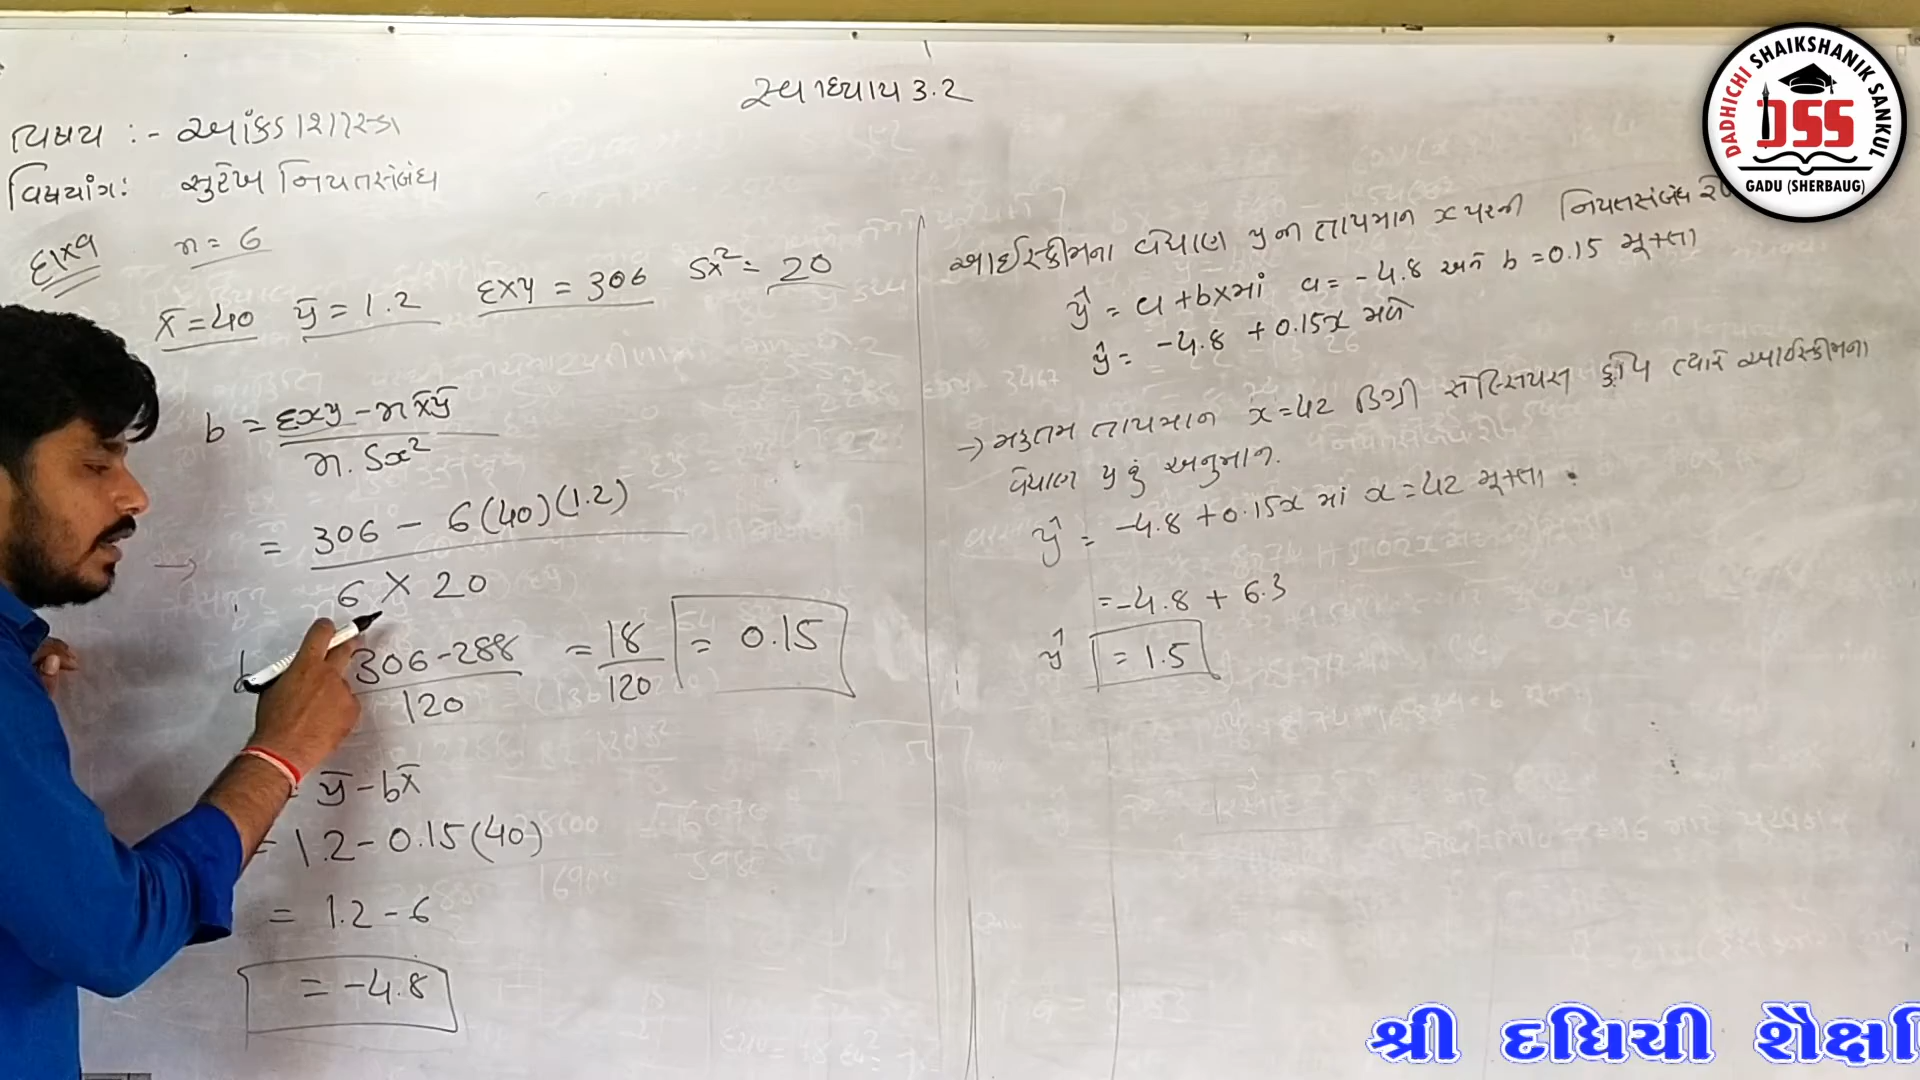 સ્વાધ્યાય 3.2
વિષય :- આંકડાશાસ્ત્ર
વિષયાંગ: સુરેખ નિયતસંબંધ
દાખ૧ n = 6
x̄ = 40 ȳ = 1.2 Σxy = 306 Sx² = 20
b = Σxy - n x̄ȳ
n. Sx²
= 306 - 6(40)(1.2)
6 × 20
306-288 = 18 = 0.15
120 120
ȳ - bx̄
= 1.2 - 0.15(40)
= 1.2 - 6
= -4.8
આઈસ્ક્રીમના વેચાણ y ના તાપમાન x પરની નિયતસંબંધ
ŷ = a + bx માં a = -4.8 અને b = 0.15 મૂકતા
ŷ = -4.8 + 0.15x મળે
→ મહત્તમ તાપમાન x = 42 ડિગ્રી સેલ્સિયસ હોય ત્યારે આઈસ્ક્રીમના
વેચાણ y નું અનુમાન.
ŷ = -4.8 + 0.15x માં x = 42 મૂકતા
= -4.8 + 6.3
ŷ = 1.5
DADHICHI SHAIKSHANIK SANKUL
DSS
GADU (SHERBAUG)
શ્રી દધિચી